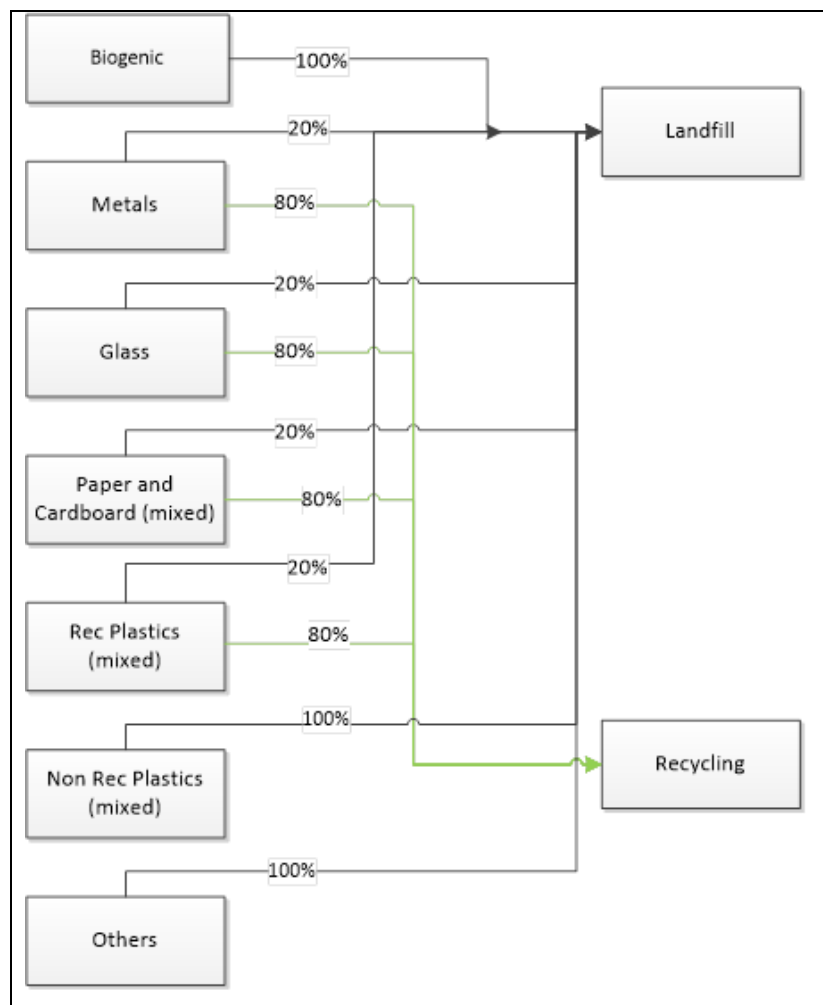 Biogenic
100%
Landfill
20%
Metals
80%
20%
Glass
80%
20%
Paper and
Cardboard (mixed)
80%
20%
Rec Plastics
(mixed)
80%
100%
Non Rec Plastics
(mixed)
Recycling
100%
Others